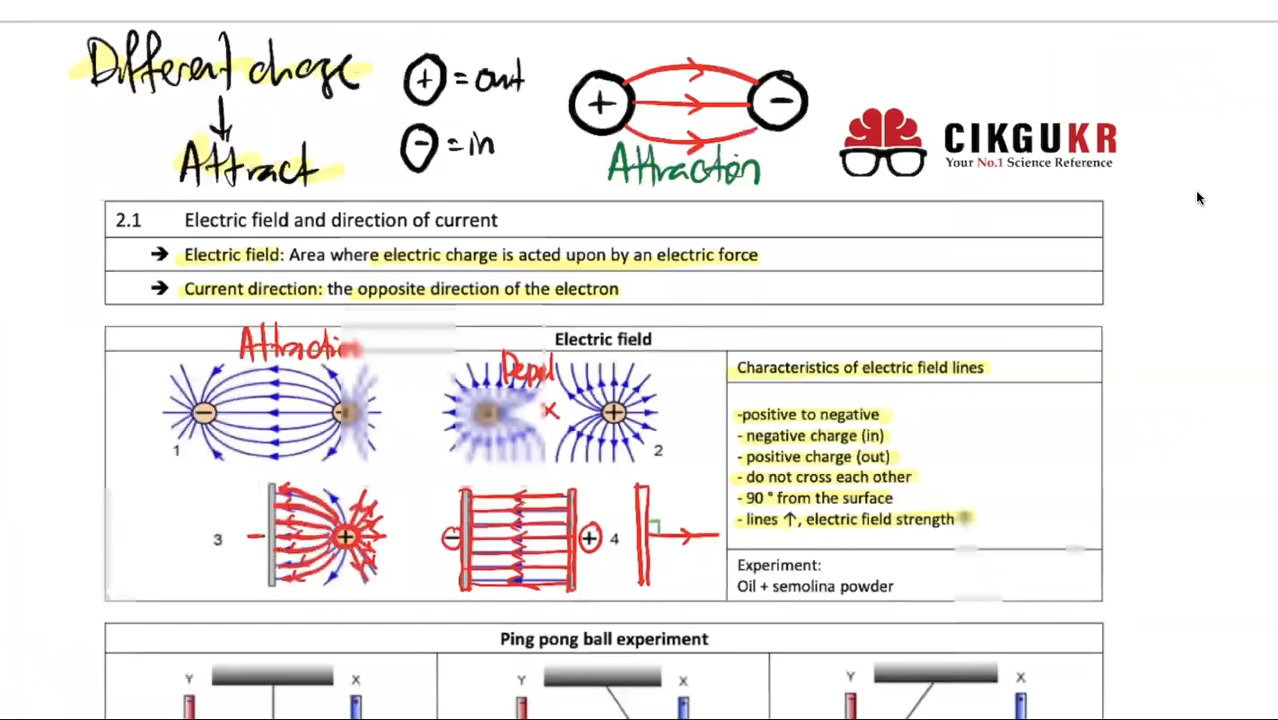 Different charge
⊕ = out
+ −
⊖ = in
Attract
Attraction
CIKGUKR
Your No.1 Science Reference
2.1 Electric field and direction of current
→ Electric field: Area where electric charge is acted upon by an electric force
→ Current direction: the opposite direction of the electron
Electric field
Attraction
Repel
×
− +
+
1
2
3
− +
− + 4
Characteristics of electric field lines
-positive to negative
- negative charge (in)
- positive charge (out)
- do not cross each other
- 90 ° from the surface
- lines ↑, electric field strength
Experiment:
Oil + semolina powder
Ping pong ball experiment
Y X
Y X
Y X